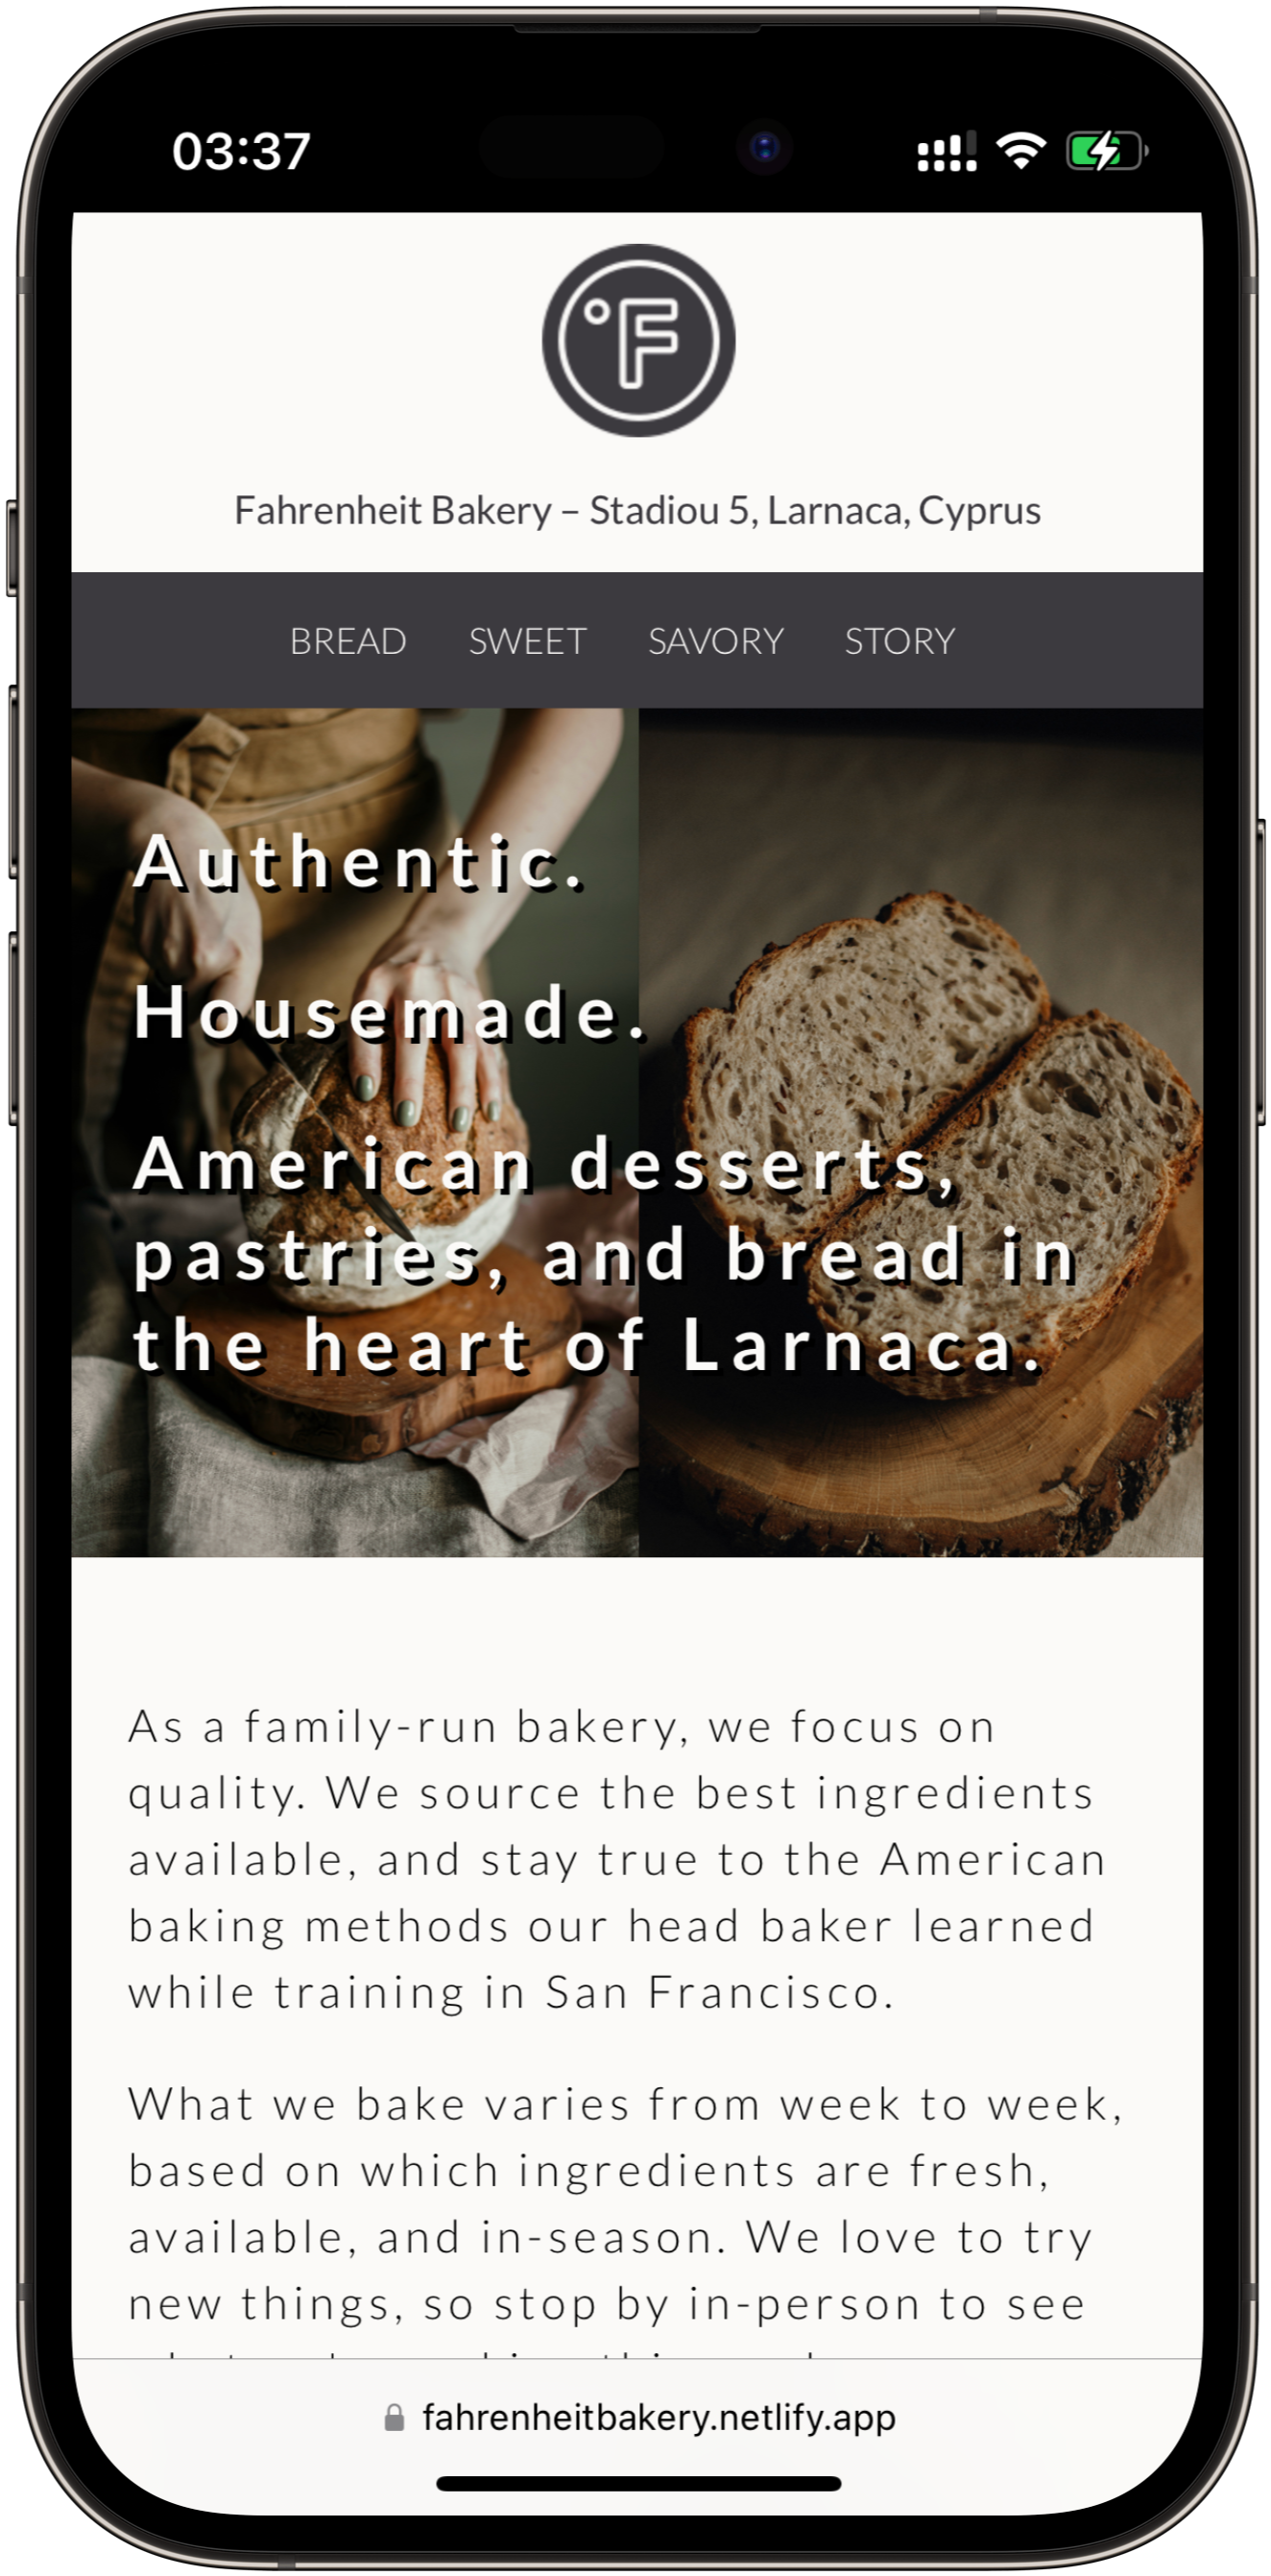 03:37
°F
Fahrenheit Bakery – Stadiou 5, Larnaca, Cyprus
BREAD SWEET SAVORY STORY
Authentic.
Housemade.
American desserts,
pastries, and bread in
the heart of Larnaca.
As a family-run bakery, we focus on
quality. We source the best ingredients
available, and stay true to the American
baking methods our head baker learned
while training in San Francisco.
What we bake varies from week to week,
based on which ingredients are fresh,
available, and in-season. We love to try
new things, so stop by in-person to see
fahrenheitbakery.netlify.app